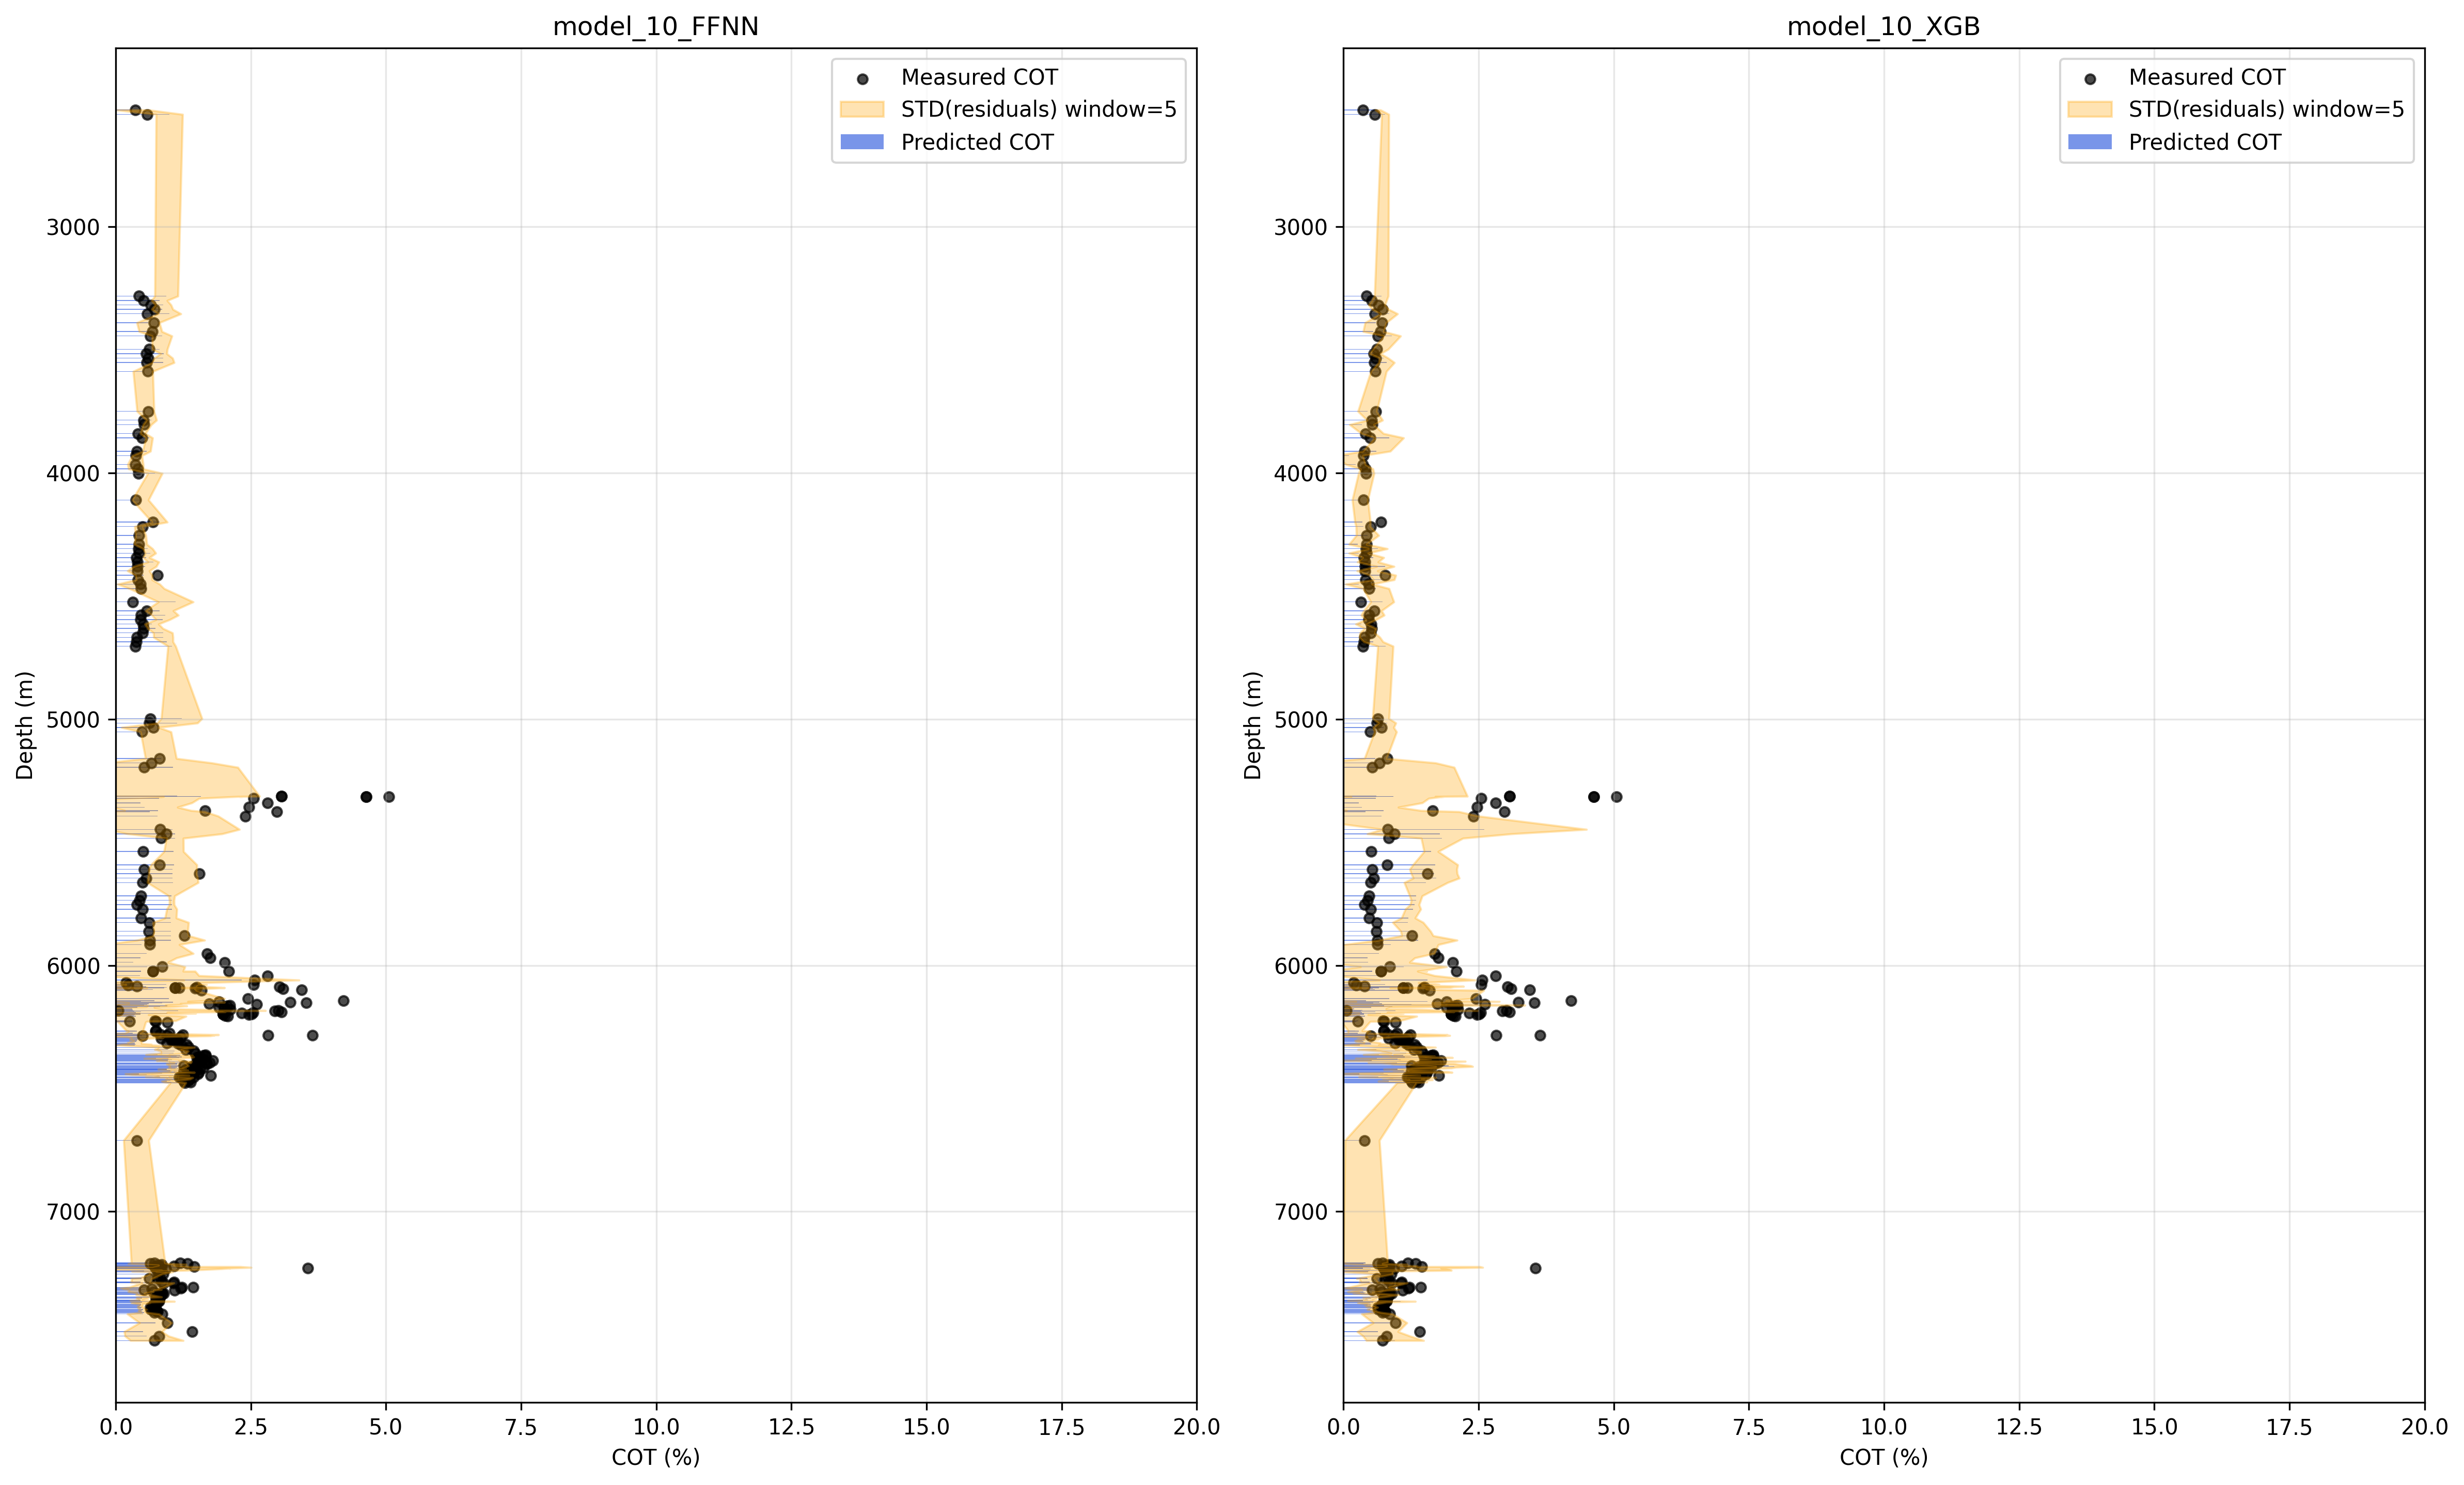 model_10_FFNN
Measured COT
STD(residuals) window=5
Predicted COT
3000
4000
5000
6000
7000
Depth (m)
0.0 2.5 5.0 7.5 10.0 12.5 15.0 17.5 20.0
COT (%)
model_10_XGB
Measured COT
STD(residuals) window=5
Predicted COT
3000
4000
5000
6000
7000
Depth (m)
0.0 2.5 5.0 7.5 10.0 12.5 15.0 17.5 20.0
COT (%)